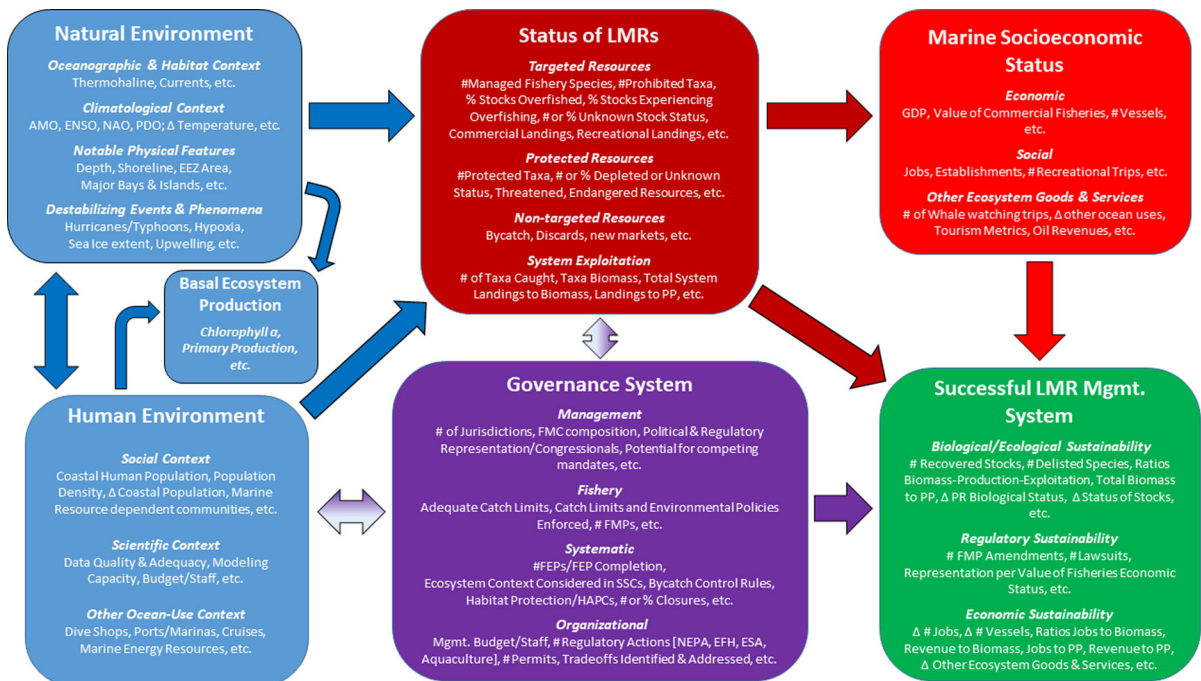 Natural Environment
Oceanographic & Habitat Context
Thermohaline, Currents, etc.
Climatological Context
AMO, ENSO, NAO, PDO; Δ Temperature, etc.
Notable Physical Features
Depth, Shoreline, EEZ Area,
Major Bays & Islands, etc.
Destabilizing Events & Phenomena
Hurricanes/Typhoons, Hypoxia,
Sea Ice extent, Upwelling, etc.
Basal Ecosystem
Production
Chlorophyll a,
Primary Production,
etc.
Human Environment
Social Context
Coastal Human Population, Population
Density, Δ Coastal Population, Marine
Resource dependent communities, etc.
Scientific Context
Data Quality & Adequacy, Modeling
Capacity, Budget/Staff, etc.
Other Ocean-Use Context
Dive Shops, Ports/Marinas, Cruises,
Marine Energy Resources, etc.
Status of LMRs
Targeted Resources
#Managed Fishery Species, #Prohibited Taxa,
% Stocks Overfished, % Stocks Experiencing
Overfishing, # or % Unknown Stock Status,
Commercial Landings, Recreational Landings, etc.
Protected Resources
#Protected Taxa, # or % Depleted or Unknown
Status, Threatened, Endangered Resources, etc.
Non-targeted Resources
Bycatch, Discards, new markets, etc.
System Exploitation
# of Taxa Caught, Taxa Biomass, Total System
Landings to Biomass, Landings to PP, etc.
Governance System
Management
# of Jurisdictions, FMC composition, Political & Regulatory
Representation/Congressionals, Potential for competing
mandates, etc.
Fishery
Adequate Catch Limits, Catch Limits and Environmental Policies
Enforced, # FMPs, etc.
Systematic
#FEPs/FEP Completion,
Ecosystem Context Considered in SSCs, Bycatch Control Rules,
Habitat Protection/HAPCs, # or % Closures, etc.
Organizational
Mgmt. Budget/Staff, # Regulatory Actions [NEPA, EFH, ESA,
Aquaculture], # Permits, Tradeoffs Identified & Addressed, etc.
Marine Socioeconomic
Status
Economic
GDP, Value of Commercial Fisheries, # Vessels,
etc.
Social
Jobs, Establishments, # Recreational Trips, etc.
Other Ecosystem Goods & Services
# of Whale watching trips, Δ other ocean uses,
Tourism Metrics, Oil Revenues, etc.
Successful LMR Mgmt.
System
Biological/Ecological Sustainability
# Recovered Stocks, # Delisted Species, Ratios
Biomass-Production-Exploitation, Total Biomass
to PP, Δ PR Biological Status, Δ Status of Stocks,
etc.
Regulatory Sustainability
# FMP Amendments, #Lawsuits,
Representation per Value of Fisheries Economic
Status, etc.
Economic Sustainability
Δ # Jobs, Δ # Vessels, Ratios Jobs to Biomass,
Revenue to Biomass, Jobs to PP, Revenue to PP,
Δ Other Ecosystem Goods & Services, etc.